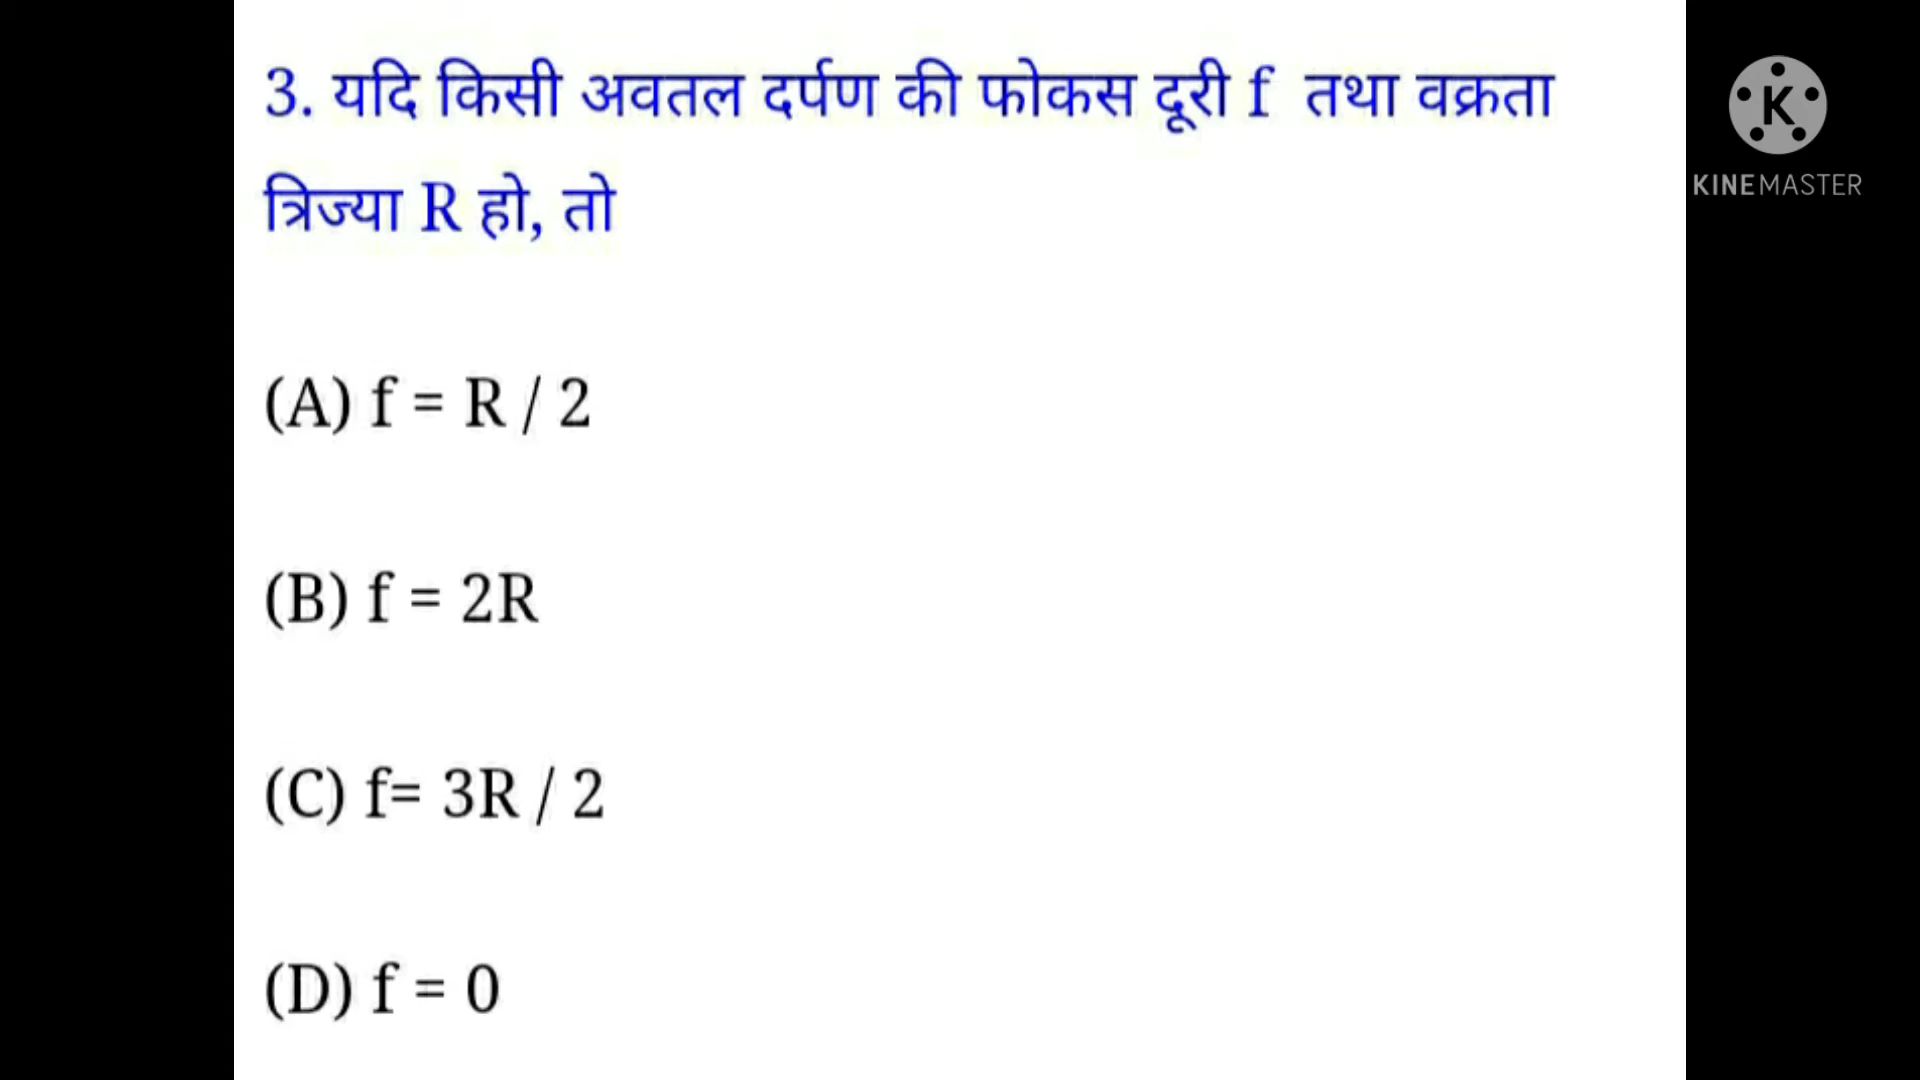 3. यदि किसी अवतल दर्पण की फोकस दूरी f तथा वक्रता
त्रिज्या R हो, तो
(A) f = R / 2
(B) f = 2R
(C) f= 3R / 2
(D) f = 0
K
KINEMASTER